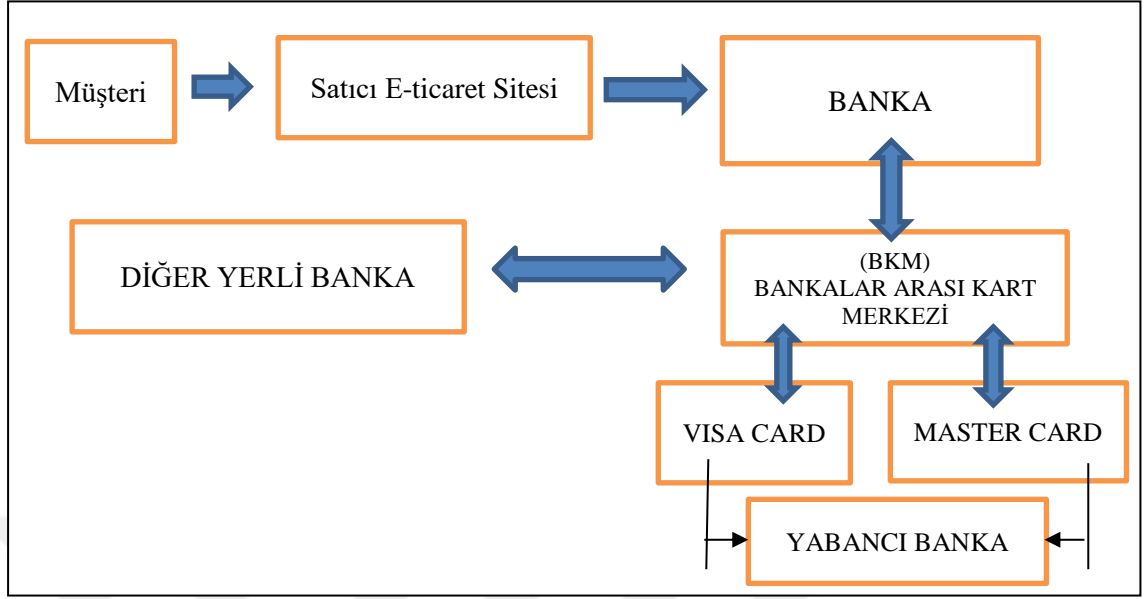 Müşteri
Satıcı E-ticaret Sitesi
BANKA
DİĞER YERLİ BANKA
(BKM)
BANKALAR ARASI KART
MERKEZİ
VISA CARD
MASTER CARD
YABANCI BANKA